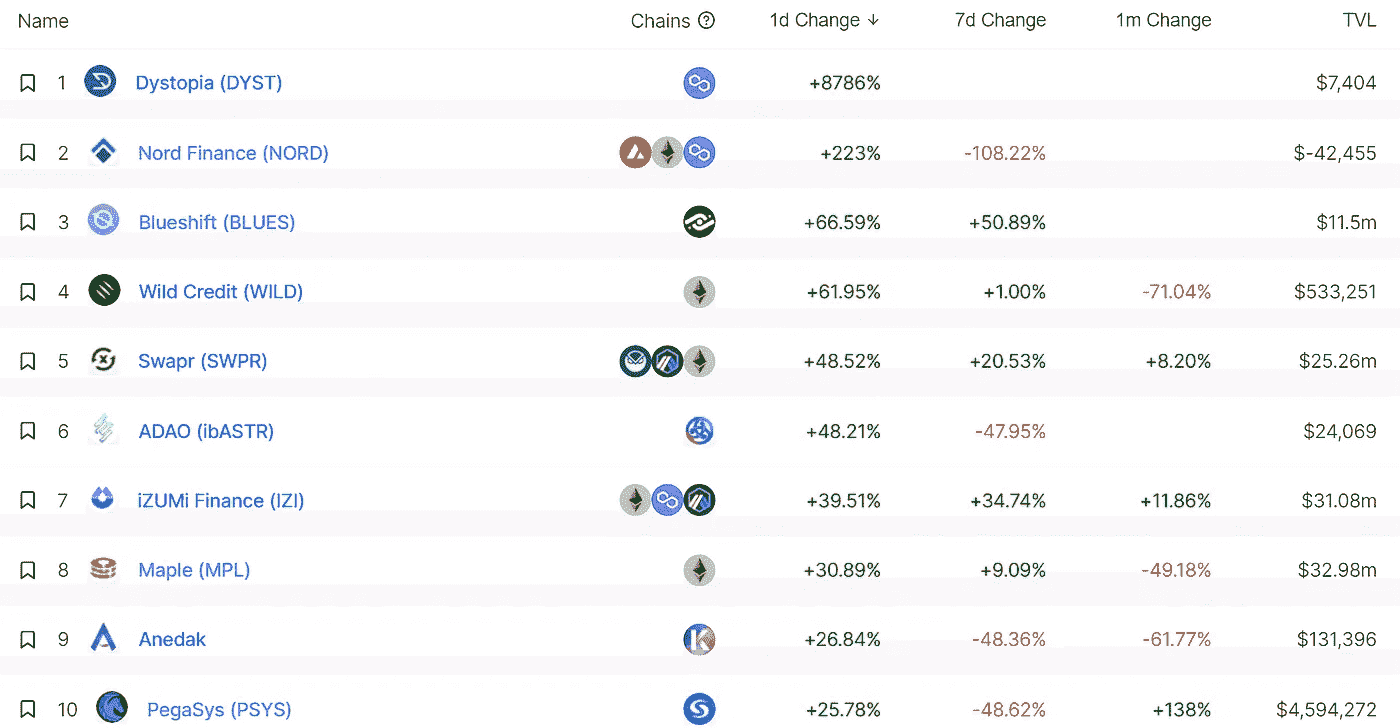 Name Chains ? 1d Change ↓ 7d Change 1m Change TVL
1 Dystopia (DYST) +8786% $7,404
2 Nord Finance (NORD) +223% -108.22% $-42,455
3 Blueshift (BLUES) +66.59% +50.89% $11.5m
4 Wild Credit (WILD) +61.95% +1.00% -71.04% $533,251
5 Swapr (SWPR) +48.52% +20.53% +8.20% $25.26m
6 ADAO (ibASTR) +48.21% -47.95% $24,069
7 iZUMi Finance (IZI) +39.51% +34.74% +11.86% $31.08m
8 Maple (MPL) +30.89% +9.09% -49.18% $32.98m
9 Anedak +26.84% -48.36% -61.77% $131,396
10 PegaSys (PSYS) +25.78% -48.62% +138% $4,594,272